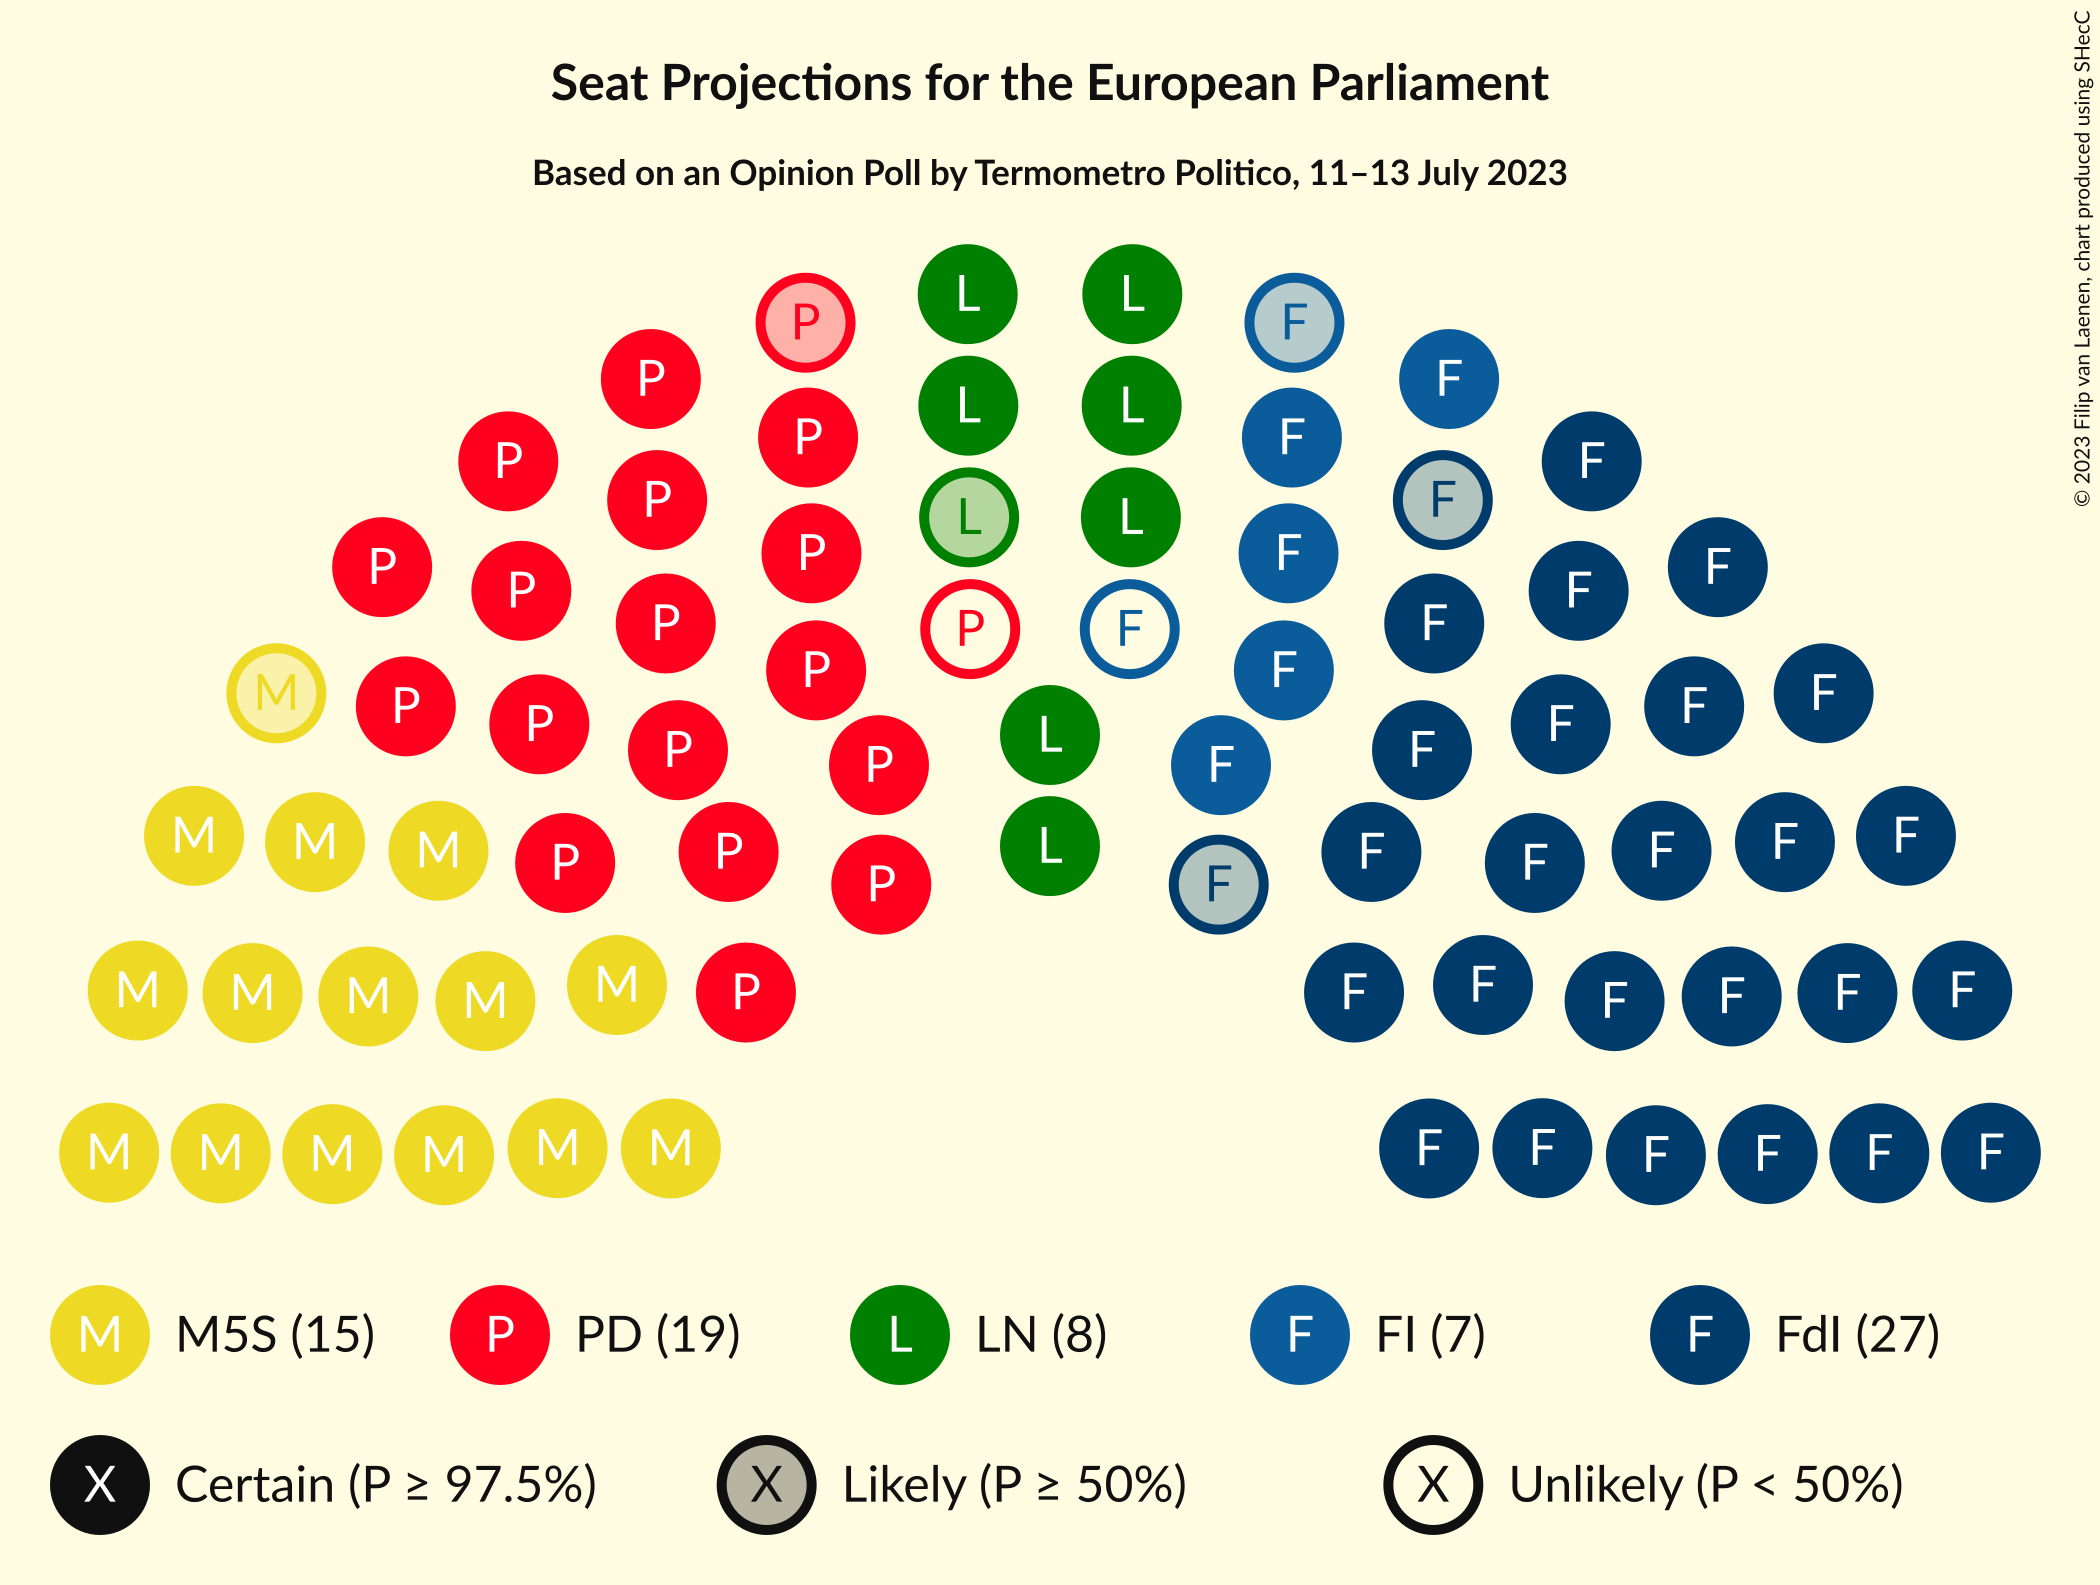 Seat Projections for the European Parliament
Based on an Opinion Poll by Termometro Politico, 11–13 July 2023
© 2023 Filip van Laenen, chart produced using SHecC
L L
P F
P F
L L
P F
P F
P F
L L
P F
P F
P F
P F
P F
P F
P F
P F
M F
P F
P F
L
P F
P F
M F
M F
M F
L
P F
P F
P F
M F
M F
M F
M F
M F
P F
M M M M M M F F F F F F
M M5S (15) P PD (19) L LN (8) F FI (7) F FdI (27)
X Certain (P ≥ 97.5%) X Likely (P ≥ 50%) X Unlikely (P < 50%)